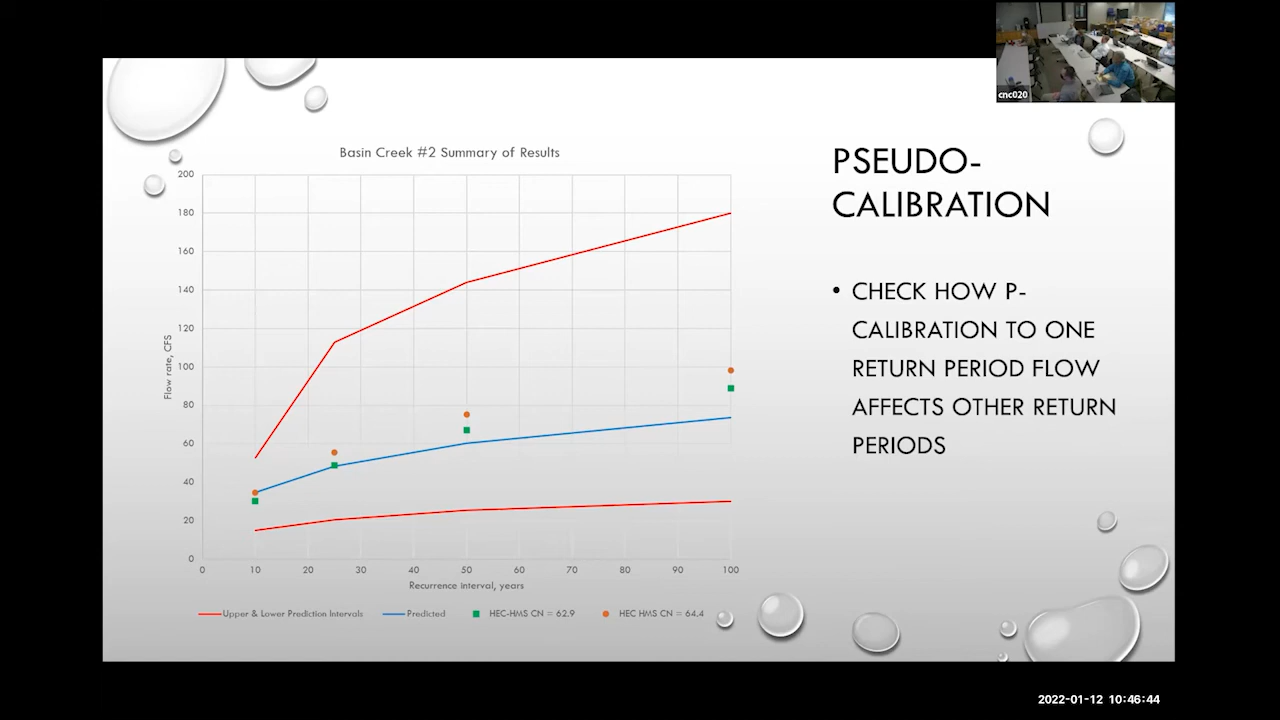 cnc020
Basin Creek #2 Summary of Results
200
180
160
140
120
100
80
60
40
20
0
Flow rate, CFS
0 10 20 30 40 50 60 70 80 90 100
Recurrence interval, years
Upper & Lower Prediction Intervals Predicted HEC-HMS CN = 62.9 HEC HMS CN = 64.4
PSEUDO-
CALIBRATION
• CHECK HOW P-
CALIBRATION TO ONE
RETURN PERIOD FLOW
AFFECTS OTHER RETURN
PERIODS
2022-01-12 10:46:44